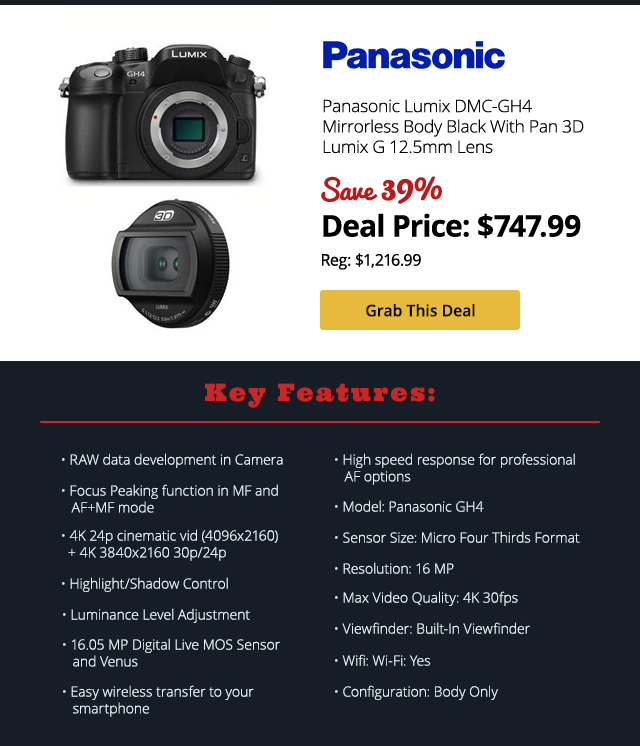 LUMIX
GH4
3D
LUMIX
Panasonic
Panasonic Lumix DMC-GH4
Mirrorless Body Black With Pan 3D
Lumix G 12.5mm Lens
Save 39%
Deal Price: $747.99
Reg: $1,216.99
Grab This Deal
Key Features:
• RAW data development in Camera
• Focus Peaking function in MF and
AF+MF mode
• 4K 24p cinematic vid (4096x2160)
+ 4K 3840x2160 30p/24p
• Highlight/Shadow Control
• Luminance Level Adjustment
• 16.05 MP Digital Live MOS Sensor
and Venus
• Easy wireless transfer to your
smartphone
• High speed response for professional
AF options
• Model: Panasonic GH4
• Sensor Size: Micro Four Thirds Format
• Resolution: 16 MP
• Max Video Quality: 4K 30fps
• Viewfinder: Built-In Viewfinder
• Wifi: Wi-Fi: Yes
• Configuration: Body Only